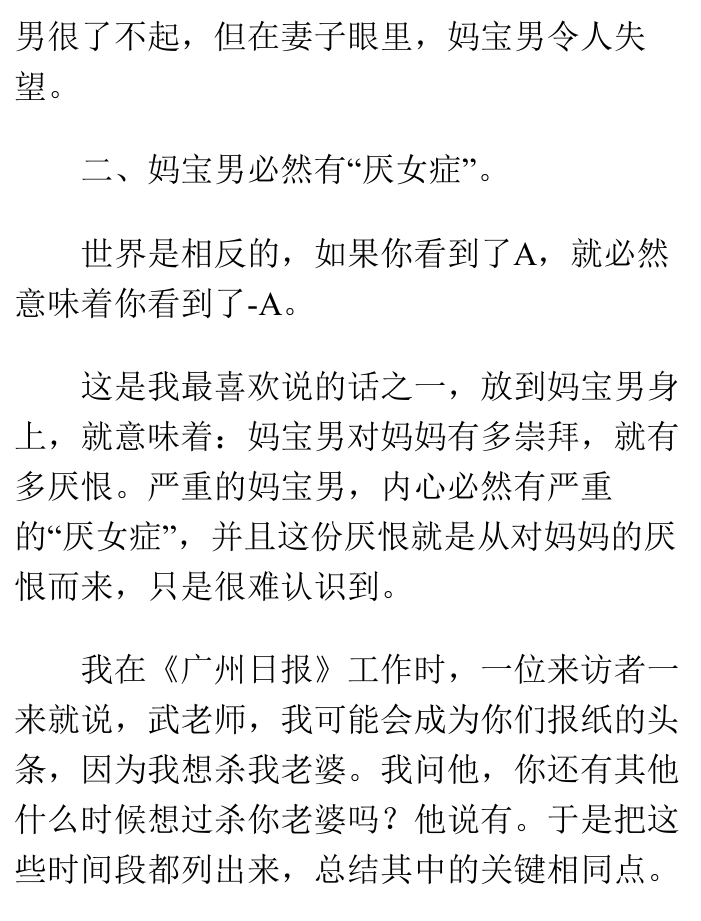 男很了不起，但在妻子眼里，妈宝男令人失
望。
二、妈宝男必然有“厌女症”。
世界是相反的，如果你看到了A，就必然
意味着你看到了-A。
这是我最喜欢说的话之一，放到妈宝男身
上，就意味着：妈宝男对妈妈有多崇拜，就有
多厌恨。严重的妈宝男，内心必然有严重
的“厌女症”，并且这份厌恨就是从对妈妈的厌
恨而来，只是很难认识到。
我在《广州日报》工作时，一位来访者一
来就说，武老师，我可能会成为你们报纸的头
条，因为我想杀我老婆。我问他，你还有其他
什么时候想过杀你老婆吗？他说有。于是把这
些时间段都列出来，总结其中的关键相同点。